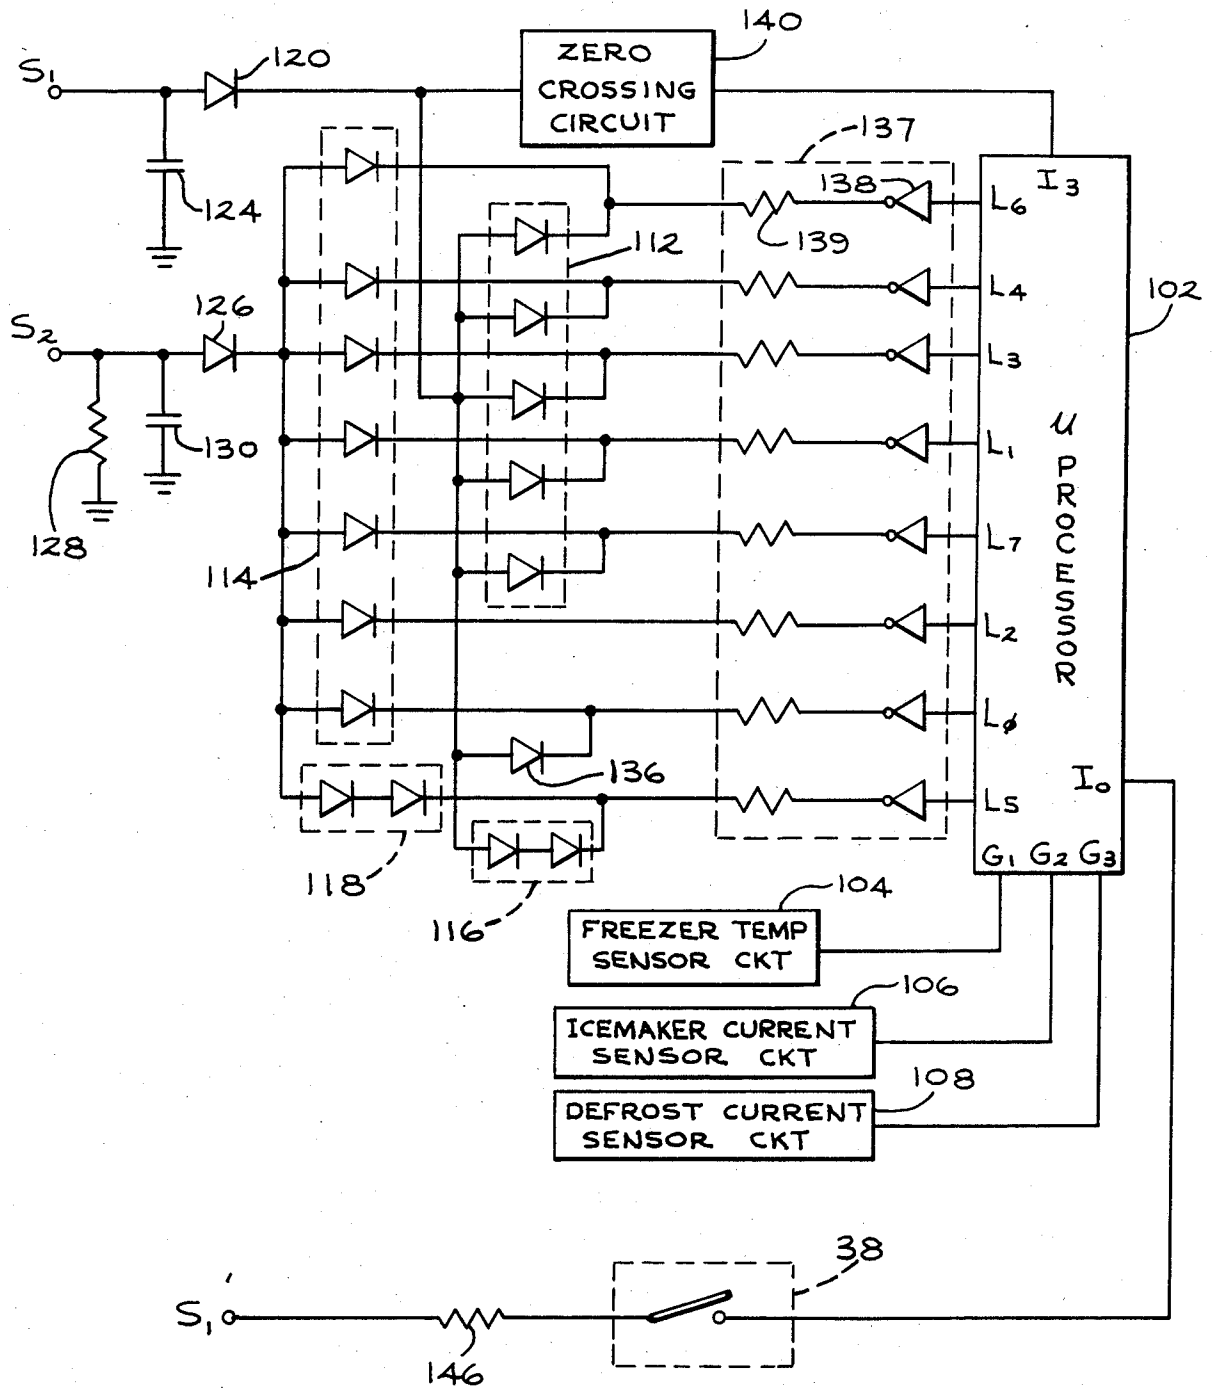 140
ZERO
CROSSING
CIRCUIT
S1
120
124
137
138
139
L6
I3
112
102
L4
S2
126
L3
130
128
L1
µ PROCESSOR
114
L7
L2
LØ
136
I0
L5
118
116
G1 G2 G3
104
FREEZER TEMP
SENSOR CKT
106
ICEMAKER CURRENT
SENSOR CKT
108
DEFROST CURRENT
SENSOR CKT
38
S1
146